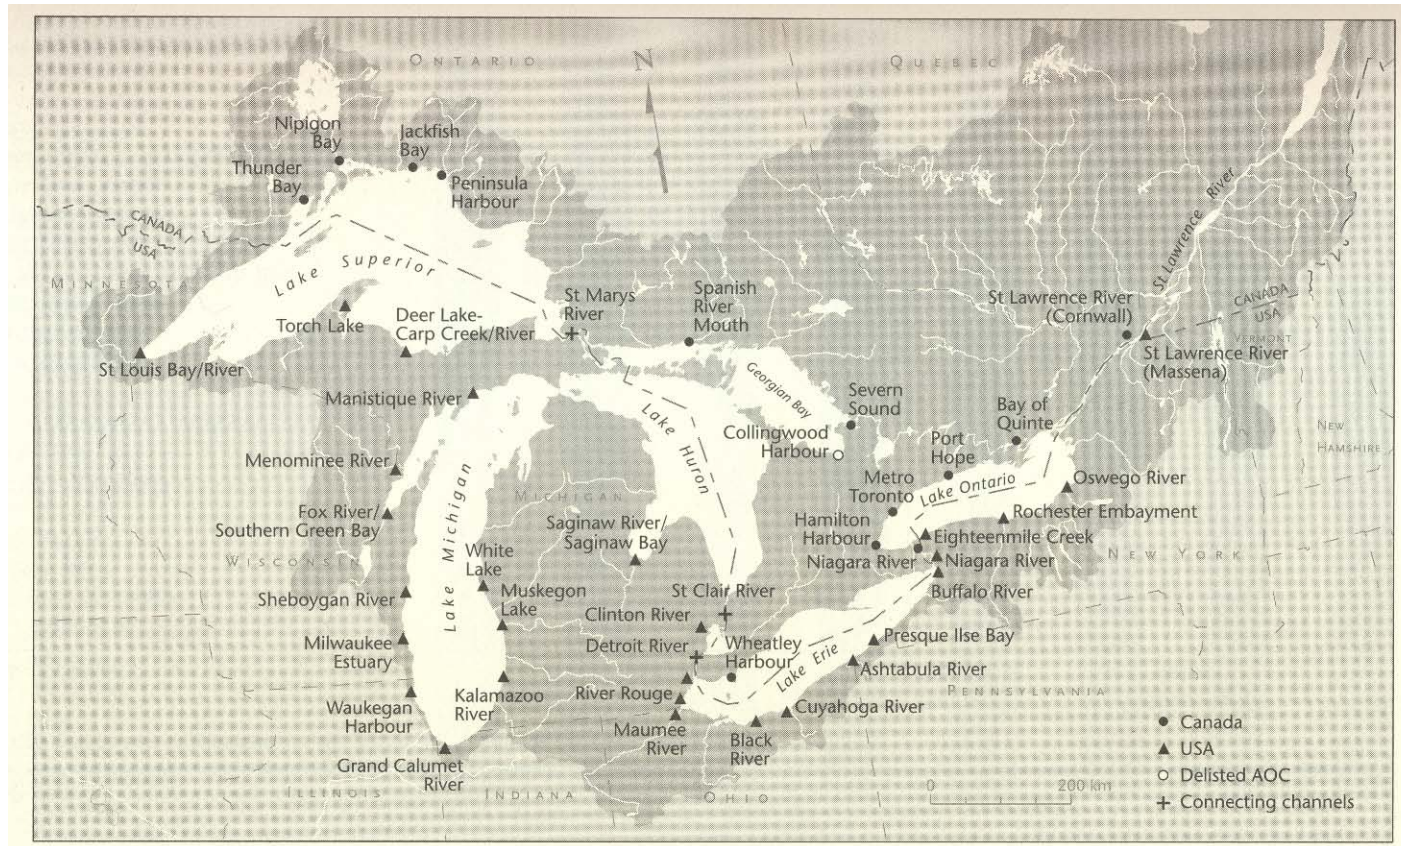 ONTARIO
N
QUEBEC
Nipigon
Bay
Jackfish
Bay
Thunder
Bay
Peninsula
Harbour
CANADA
USA
MINNESOTA
Lake Superior
Torch Lake
Deer Lake-
Carp Creek/River
St Marys
River
Spanish
River
Mouth
St Lawrence River
St Lawrence River
(Cornwall)
CANADA
USA
VERMONT
St Lawrence River
(Massena)
St Louis Bay/River
Manistique River
Georgian Bay
Severn
Sound
Bay of
Quinte
Lake Huron
Collingwood
Harbour
Port
Hope
NEW
HAMSHIRE
Menominee River
Lake Michigan
MICHIGAN
Metro
Toronto
Lake Ontario
Oswego River
Fox River/
Southern Green Bay
Saginaw River/
Saginaw Bay
Hamilton
Harbour
Rochester Embayment
Eighteenmile Creek
WISCONSIN
White
Lake
Niagara River
Niagara River
NEW YORK
Sheboygan River
Muskegon
Lake
St Clair River
Buffalo River
Clinton River
Milwaukee
Estuary
Detroit River
Wheatley
Harbour
Lake Erie
Presque Ilse Bay
Ashtabula River
Waukegan
Harbour
Kalamazoo
River
River Rouge
PENNSYLVANIA
Cuyahoga River
Maumee
River
Black
River
Grand Calumet
River
ILLINOIS
INDIANA
OHIO
0 200 km
Canada
USA
Delisted AOC
Connecting channels